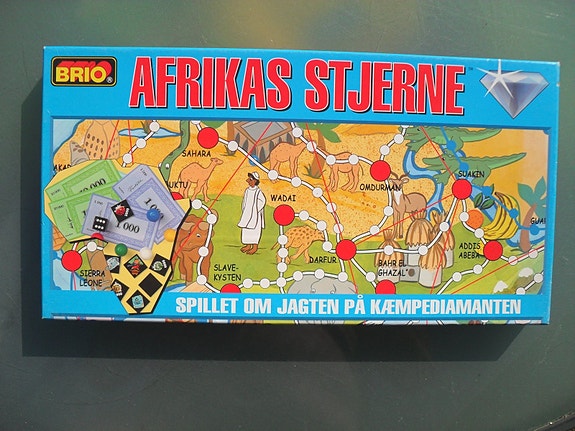 BRIO®
AFRIKAS STJERNE
SAHARA
OMDURMAN
SUAKIN
WADAI
DARFUR
BAHR EL
GHAZAL
ADDIS
ABEBA
SIERRA
LEONE
SLAVE-
KYSTEN
SPILLET OM JAGTEN PÅ KÆMPEDIAMANTEN